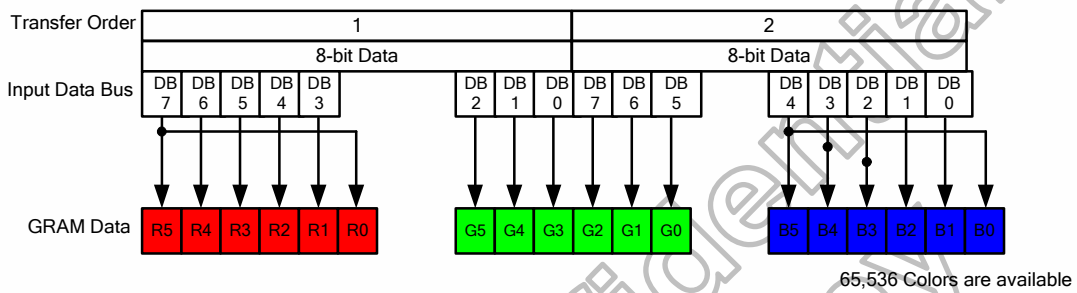 Transfer Order 1 2
8-bit Data 8-bit Data
Input Data Bus DB 7 DB 6 DB 5 DB 4 DB 3 DB 2 DB 1 DB 0 DB 7 DB 6 DB 5 DB 4 DB 3 DB 2 DB 1 DB 0
GRAM Data R5 R4 R3 R2 R1 R0 G5 G4 G3 G2 G1 G0 B5 B4 B3 B2 B1 B0
65,536 Colors are available